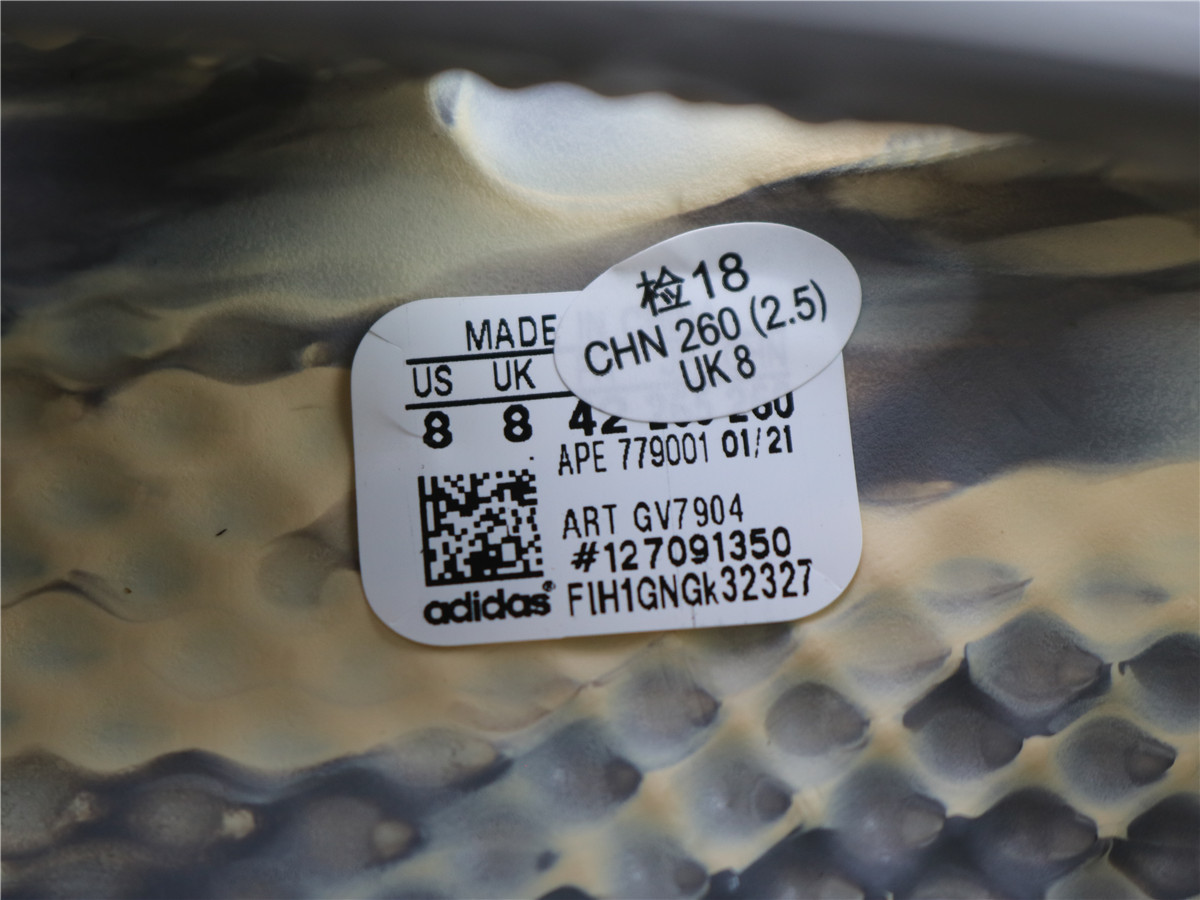 检18
CHN 260 (2.5)
UK 8
MADE
US UK
8 8 42 260
APE 779001 01/21
ART GV7904
#127091350
FIH1GNGk32327
adidas®